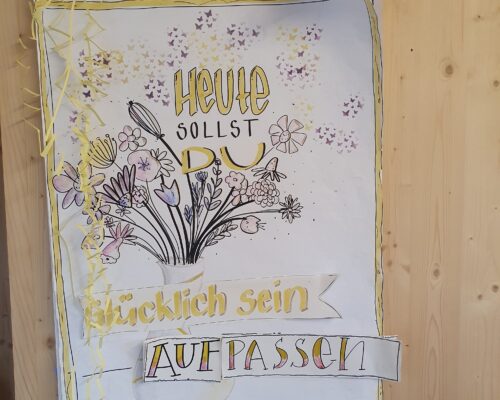 Heute
SOLLST
DU
glücklich sein
AUFPASSEN